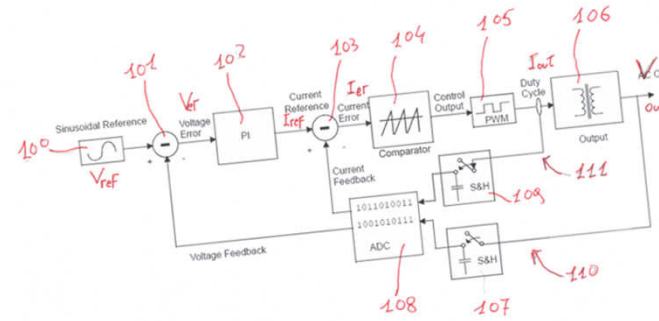 100
Sinusoidal Reference
Vref
101
Ver
Voltage
Error
102
PI
Current
Reference
Iref
103
Ier
Current
Error
104
Comparator
Control
Output
105
PWM
Iout
Duty
Cycle
106
Output
V
AC O
ou
111
Current
Feedback
109
S&H
1011010011
1001010111
ADC
108
Voltage Feedback
S&H
107
110